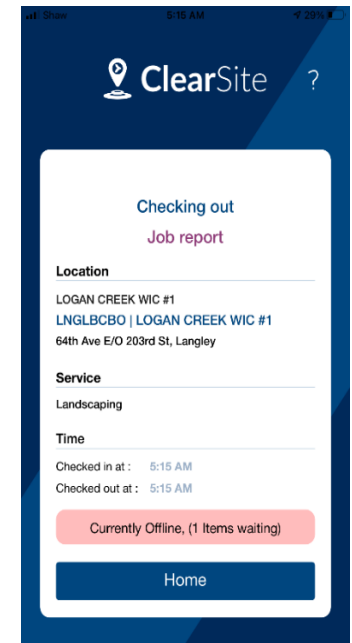 Shaw 5:15 AM 29%
ClearSite ?
Checking out
Job report
Location
LOGAN CREEK WIC #1
LNGLBCBO | LOGAN CREEK WIC #1
64th Ave E/O 203rd St, Langley
Service
Landscaping
Time
Checked in at : 5:15 AM
Checked out at : 5:15 AM
Currently Offline, (1 Items waiting)
Home